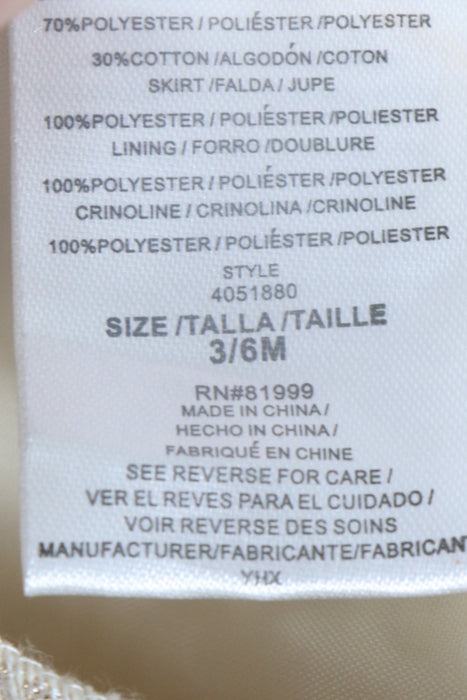 70%POLYESTER / POLIÉSTER /POLYESTER
30%COTTON /ALGODÓN /COTON
SKIRT /FALDA / JUPE
100%POLYESTER / POLIÉSTER /POLIESTER
LINING / FORRO /DOUBLURE
100%POLYESTER / POLIÉSTER /POLYESTER
CRINOLINE / CRINOLINA /CRINOLINE
100%POLYESTER / POLIÉSTER /POLIESTER
STYLE
4051880
SIZE /TALLA /TAILLE
3/6M
RN#81999
MADE IN CHINA /
HECHO IN CHINA /
FABRIQUÉ EN CHINE
SEE REVERSE FOR CARE /
VER EL REVES PARA EL CUIDADO /
VOIR REVERSE DES SOINS
MANUFACTURER/FABRICANTE/FABRICANT
YHX